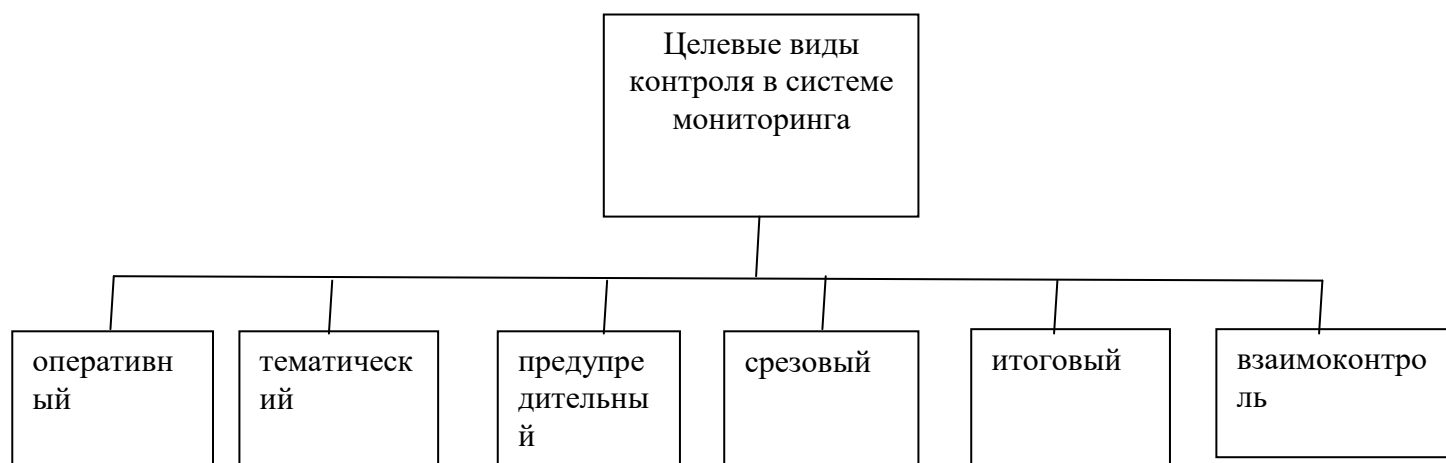 Целевые виды
контроля в системе
мониторинга
оперативн
ый
тематическ
ий
предупре
дительны
й
срезовый
итоговый
взаимоконтро
ль